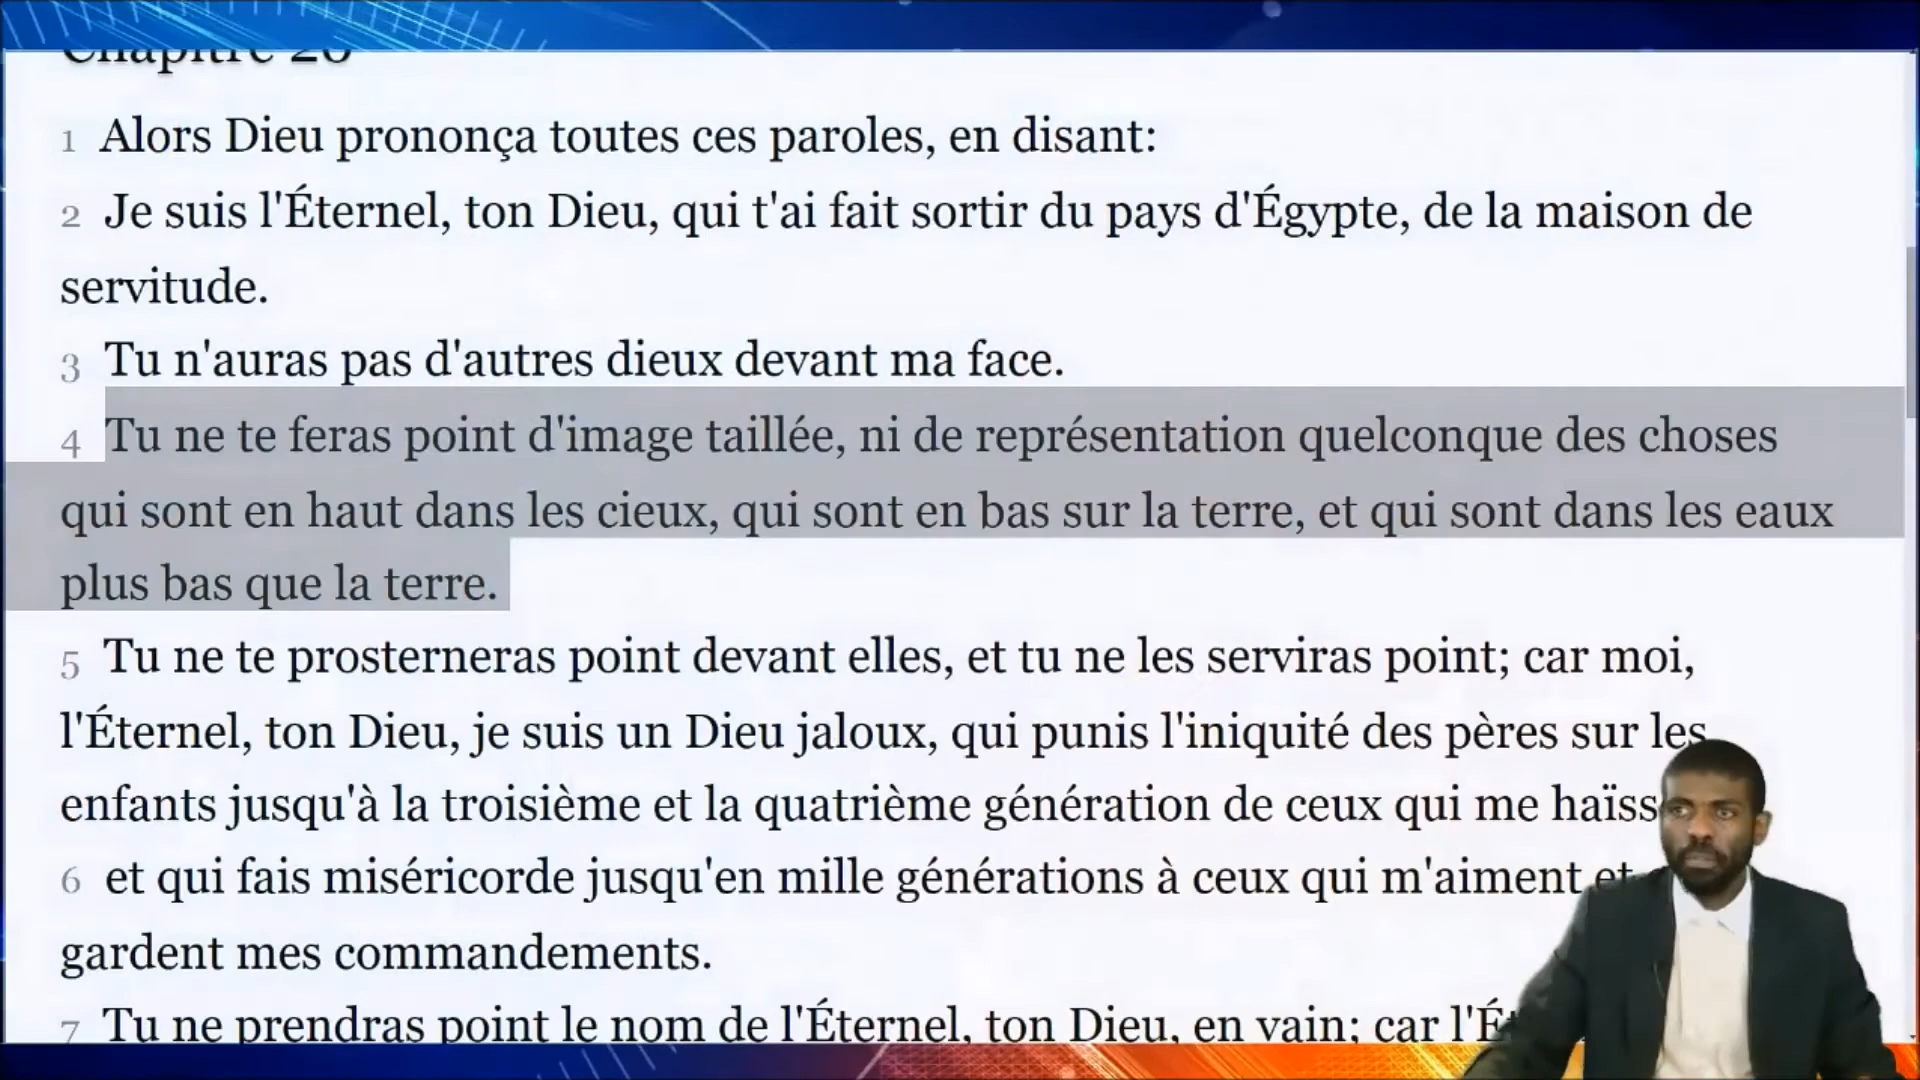 Chapitre 20
1 Alors Dieu prononça toutes ces paroles, en disant:
2 Je suis l'Éternel, ton Dieu, qui t'ai fait sortir du pays d'Égypte, de la maison de
servitude.
3 Tu n'auras pas d'autres dieux devant ma face.
4 Tu ne te feras point d'image taillée, ni de représentation quelconque des choses
qui sont en haut dans les cieux, qui sont en bas sur la terre, et qui sont dans les eaux
plus bas que la terre.
5 Tu ne te prosterneras point devant elles, et tu ne les serviras point; car moi,
l'Éternel, ton Dieu, je suis un Dieu jaloux, qui punis l'iniquité des pères sur les
enfants jusqu'à la troisième et la quatrième génération de ceux qui me
6 et qui fais miséricorde jusqu'en mille générations à ceux qui m'aiment et
gardent mes commandements.
7 Tu ne prendras point le nom de l'Éternel, ton Dieu, en vain; car